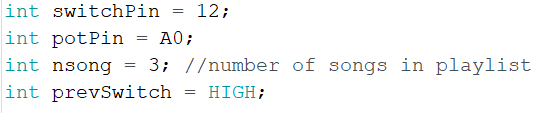 int switchPin = 12;
int potPin = A0;
int nsong = 3; //number of songs in playlist
int prevSwitch = HIGH;